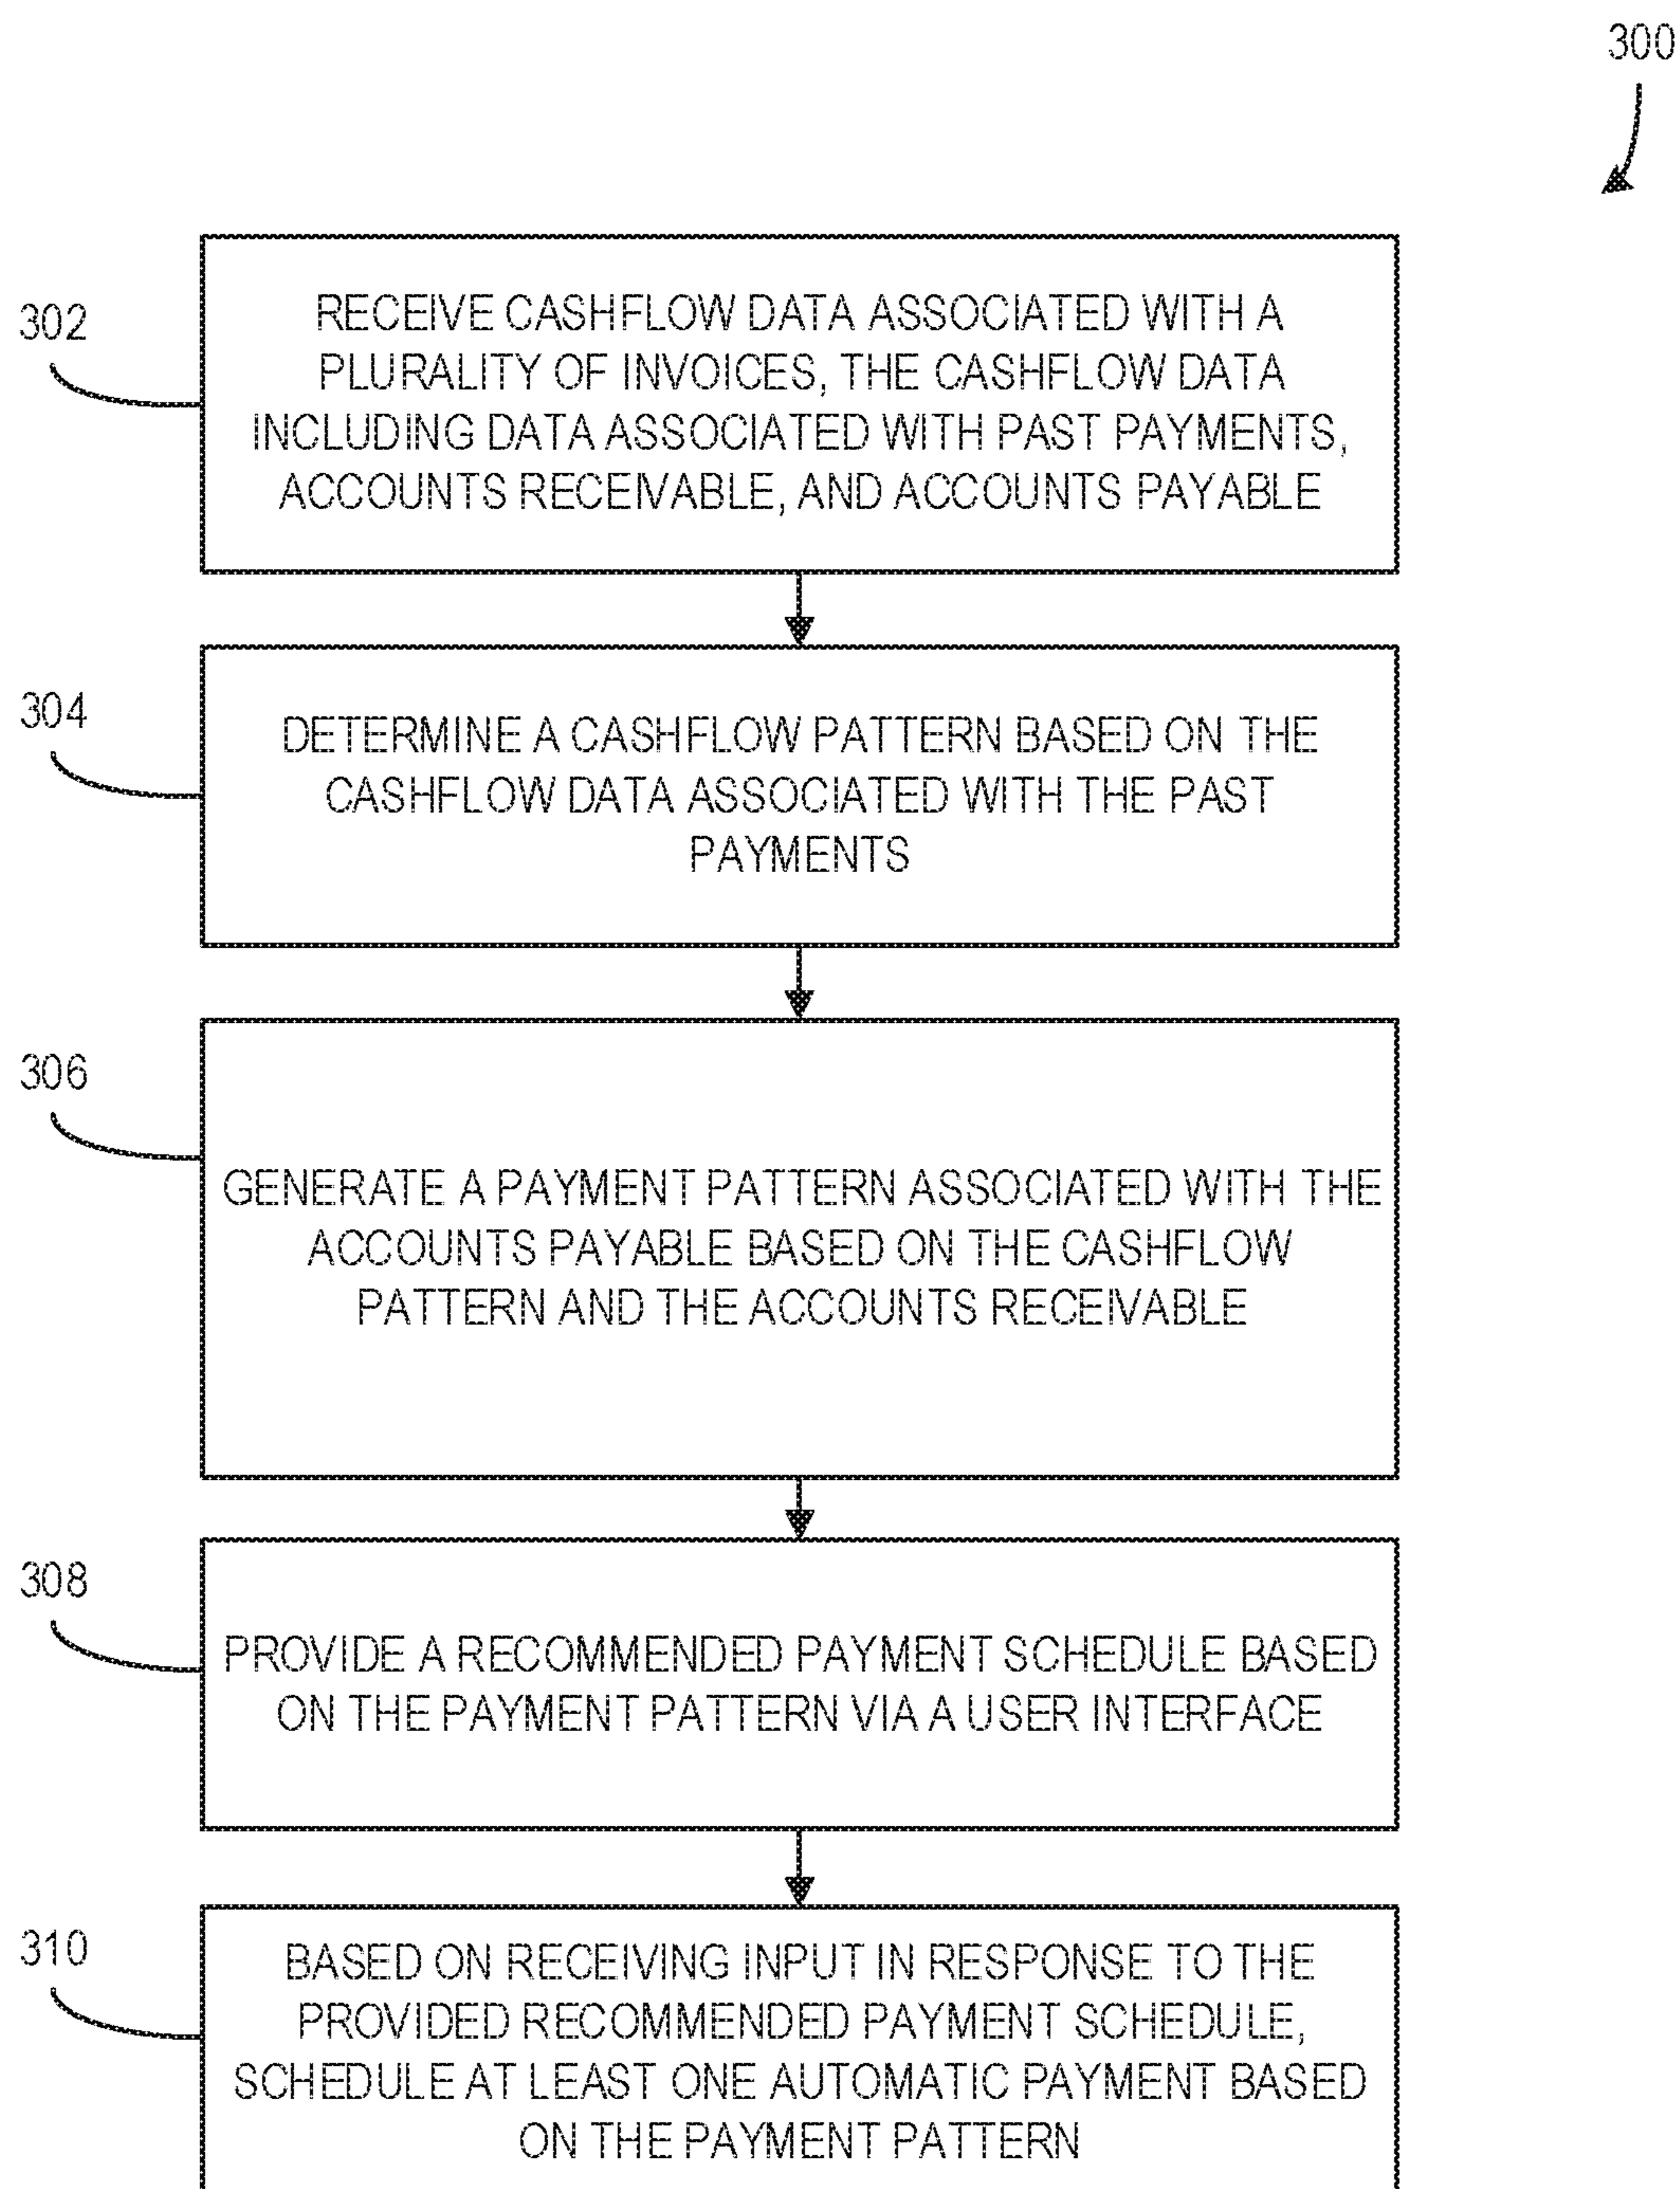 300
302
RECEIVE CASHFLOW DATA ASSOCIATED WITH A
PLURALITY OF INVOICES, THE CASHFLOW DATA
INCLUDING DATA ASSOCIATED WITH PAST PAYMENTS,
ACCOUNTS RECEIVABLE, AND ACCOUNTS PAYABLE
304
DETERMINE A CASHFLOW PATTERN BASED ON THE
CASHFLOW DATA ASSOCIATED WITH THE PAST
PAYMENTS
306
GENERATE A PAYMENT PATTERN ASSOCIATED WITH THE
ACCOUNTS PAYABLE BASED ON THE CASHFLOW
PATTERN AND THE ACCOUNTS RECEIVABLE
308
PROVIDE A RECOMMENDED PAYMENT SCHEDULE BASED
ON THE PAYMENT PATTERN VIA A USER INTERFACE
310
BASED ON RECEIVING INPUT IN RESPONSE TO THE
PROVIDED RECOMMENDED PAYMENT SCHEDULE,
SCHEDULE AT LEAST ONE AUTOMATIC PAYMENT BASED
ON THE PAYMENT PATTERN